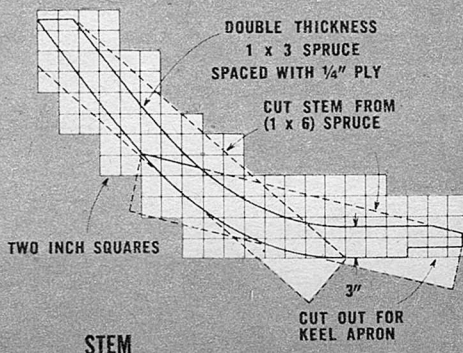 DOUBLE THICKNESS
1 x 3 SPRUCE
SPACED WITH 1/4" PLY
CUT STEM FROM
(1 x 6) SPRUCE
TWO INCH SQUARES
3"
CUT OUT FOR
KEEL APRON
STEM